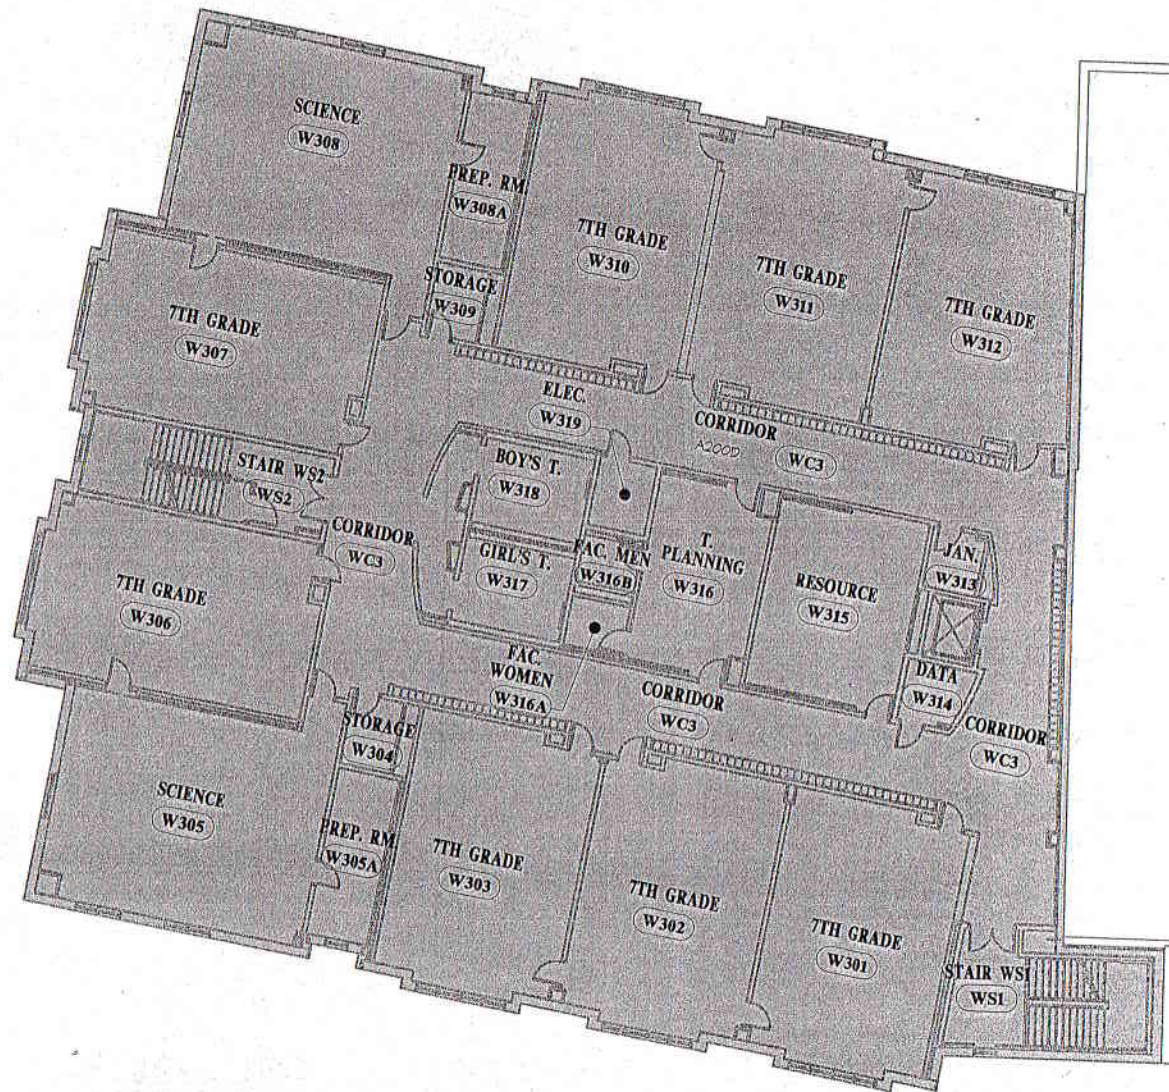 SCIENCE
W308
PREP. RM.
W308A
7TH GRADE
W310
7TH GRADE
W311
7TH GRADE
W312
STORAGE
W309
7TH GRADE
W307
ELEC.
W319
CORRIDOR
A200D
WC3
STAIR WS2
WS2
BOY'S T.
W318
CORRIDOR
WC3
GIRL'S T.
W317
FAC. MEN
W316B
T.
PLANNING
W316
RESOURCE
W315
JAN.
W313
7TH GRADE
W306
FAC.
WOMEN
W316A
DATA
W314
CORRIDOR
WC3
CORRIDOR
WC3
STORAGE
W304
SCIENCE
W305
PREP. RM
W305A
7TH GRADE
W303
7TH GRADE
W302
7TH GRADE
W301
STAIR WS1
WS1